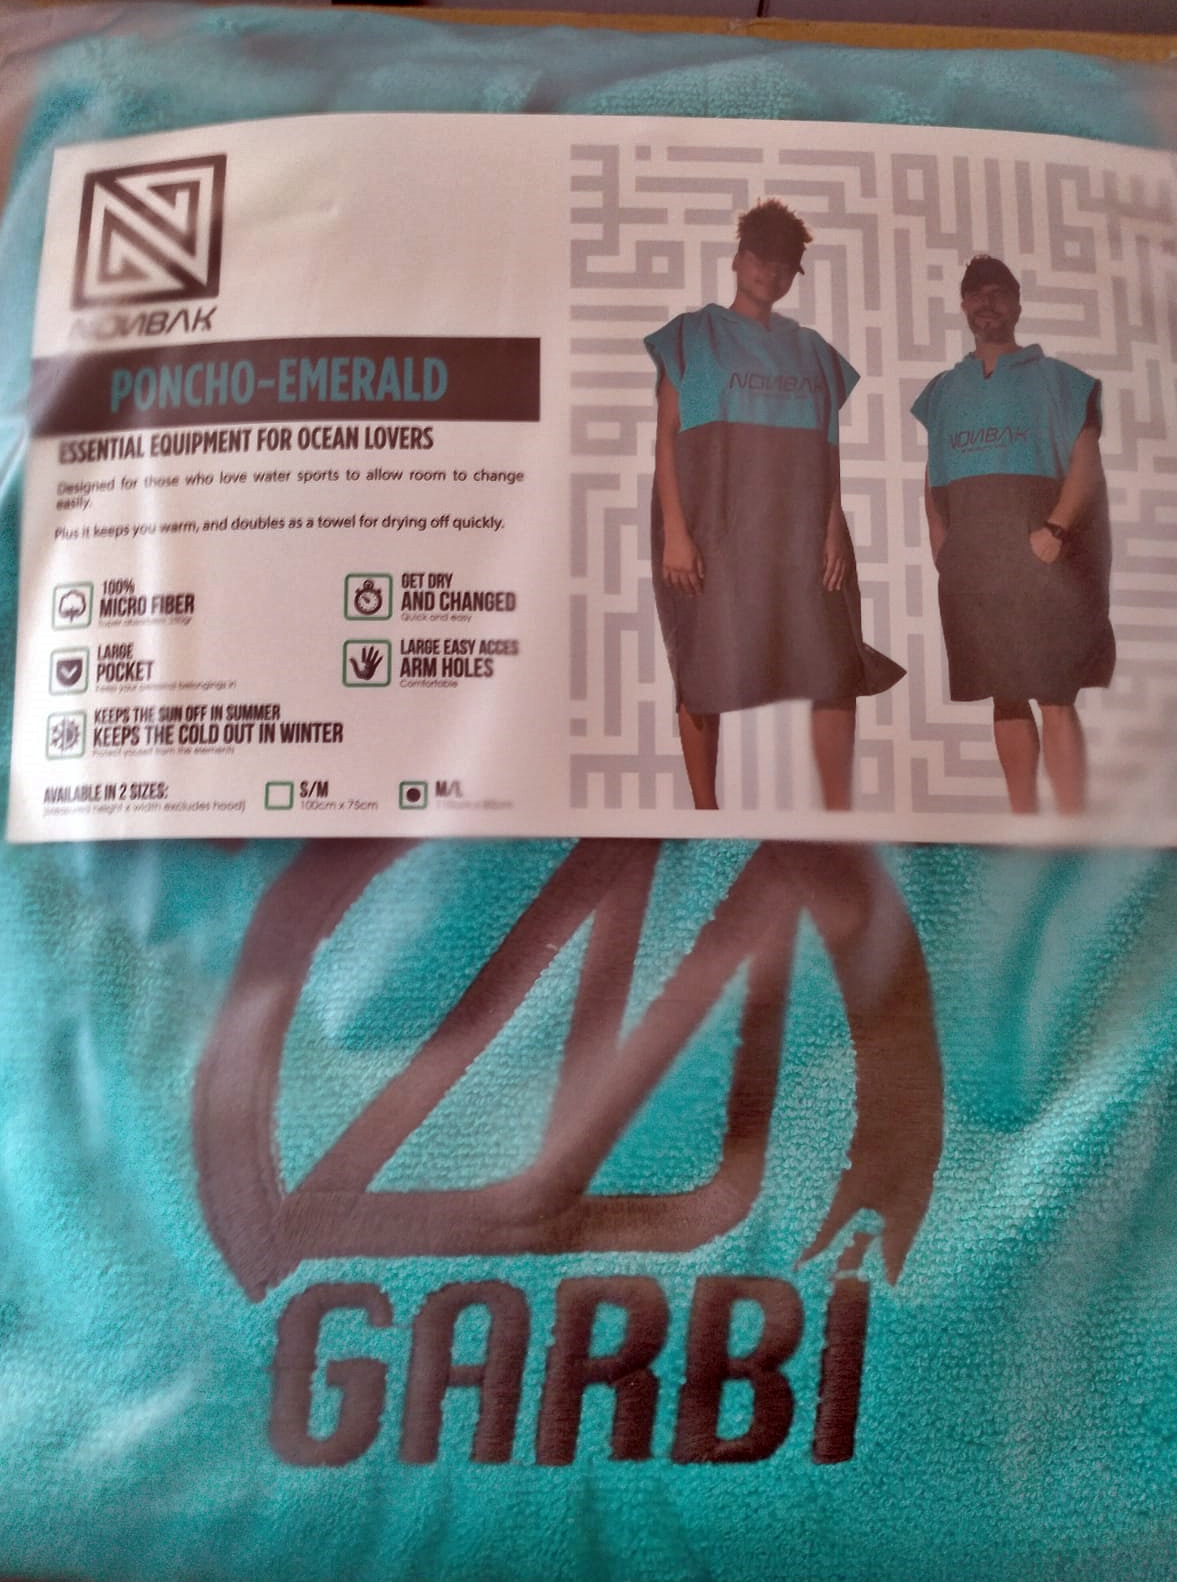 NONBAK
PONCHO-EMERALD
ESSENTIAL EQUIPMENT FOR OCEAN LOVERS
Designed for those who love water sports to allow room to change
easily.
Plus it keeps you warm, and doubles as a towel for drying off quickly.
100%
MICRO FIBER
GET DRY
AND CHANGED
Quick and easy
LARGE
POCKET
Keep your personal belongings in
LARGE EASY ACCES
ARM HOLES
Comfortable
KEEPS THE SUN OFF IN SUMMER
KEEPS THE COLD OUT IN WINTER
Protect yourself from the elements
AVAILABLE IN 2 SIZES:
(Measured height x width excludes hood)
S/M
100cm x 75cm
M/L
NONBAK
NONBAK
GARBI